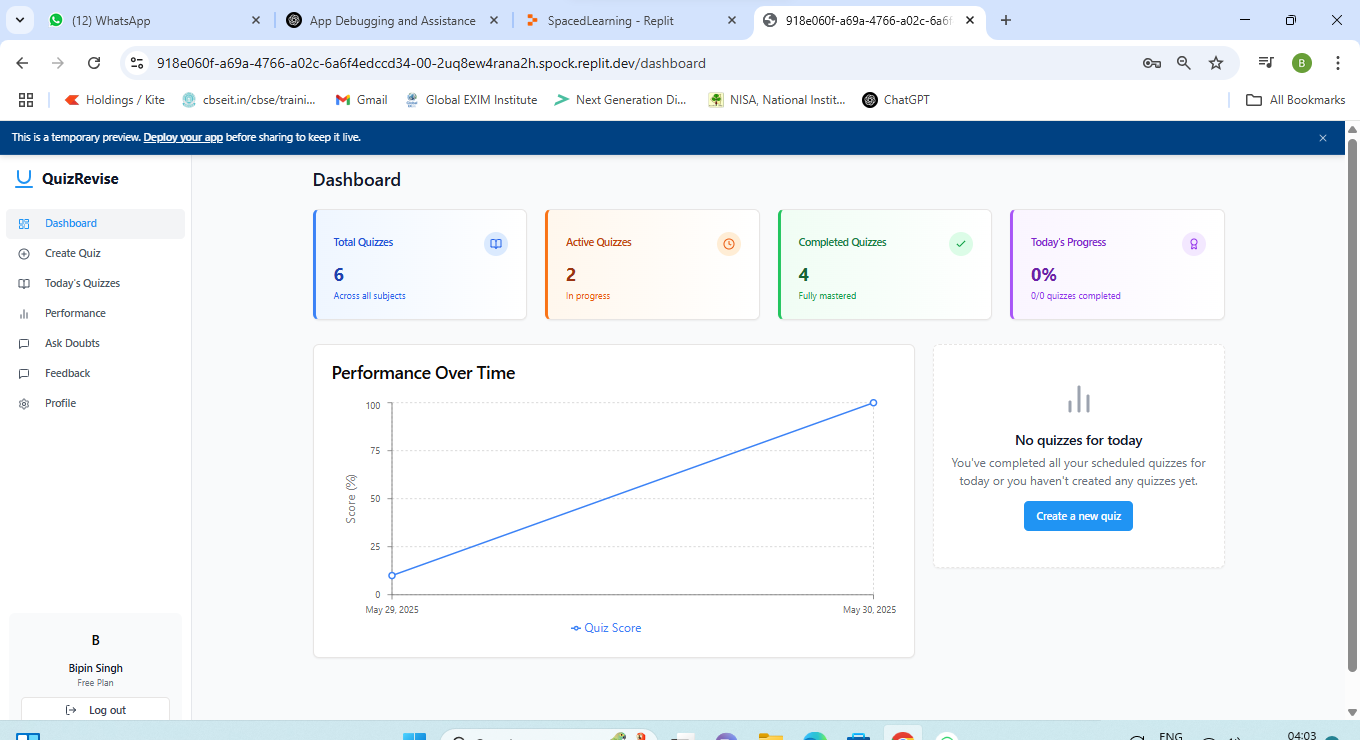 (12) WhatsApp
App Debugging and Assistance
SpacedLearning - Replit
918e060f-a69a-4766-a02c-6a6f
918e060f-a69a-4766-a02c-6a6f4edccd34-00-2uq8ew4rana2h.spock.replit.dev/dashboard
B
Holdings / Kite
cbseit.in/cbse/traini...
Gmail
Global EXIM Institute
Next Generation Di...
NISA, National Instit...
ChatGPT
All Bookmarks
This is a temporary preview. Deploy your app before sharing to keep it live.
QuizRevise
Dashboard
Create Quiz
Today's Quizzes
Performance
Ask Doubts
Feedback
Profile
B
Bipin Singh
Free Plan
Log out
Dashboard
Total Quizzes
6
Across all subjects
Active Quizzes
2
In progress
Completed Quizzes
4
Fully mastered
Today's Progress
0%
0/0 quizzes completed
Performance Over Time
100
75
50
25
0
Score (%)
May 29, 2025
May 30, 2025
Quiz Score
No quizzes for today
You've completed all your scheduled quizzes for
today or you haven't created any quizzes yet.
Create a new quiz
ENG
04:03